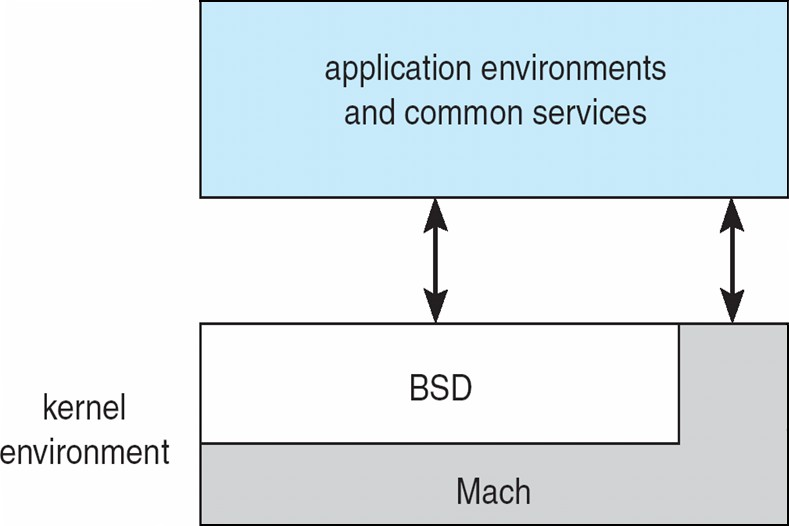 application environments
and common services
BSD
kernel
environment
Mach